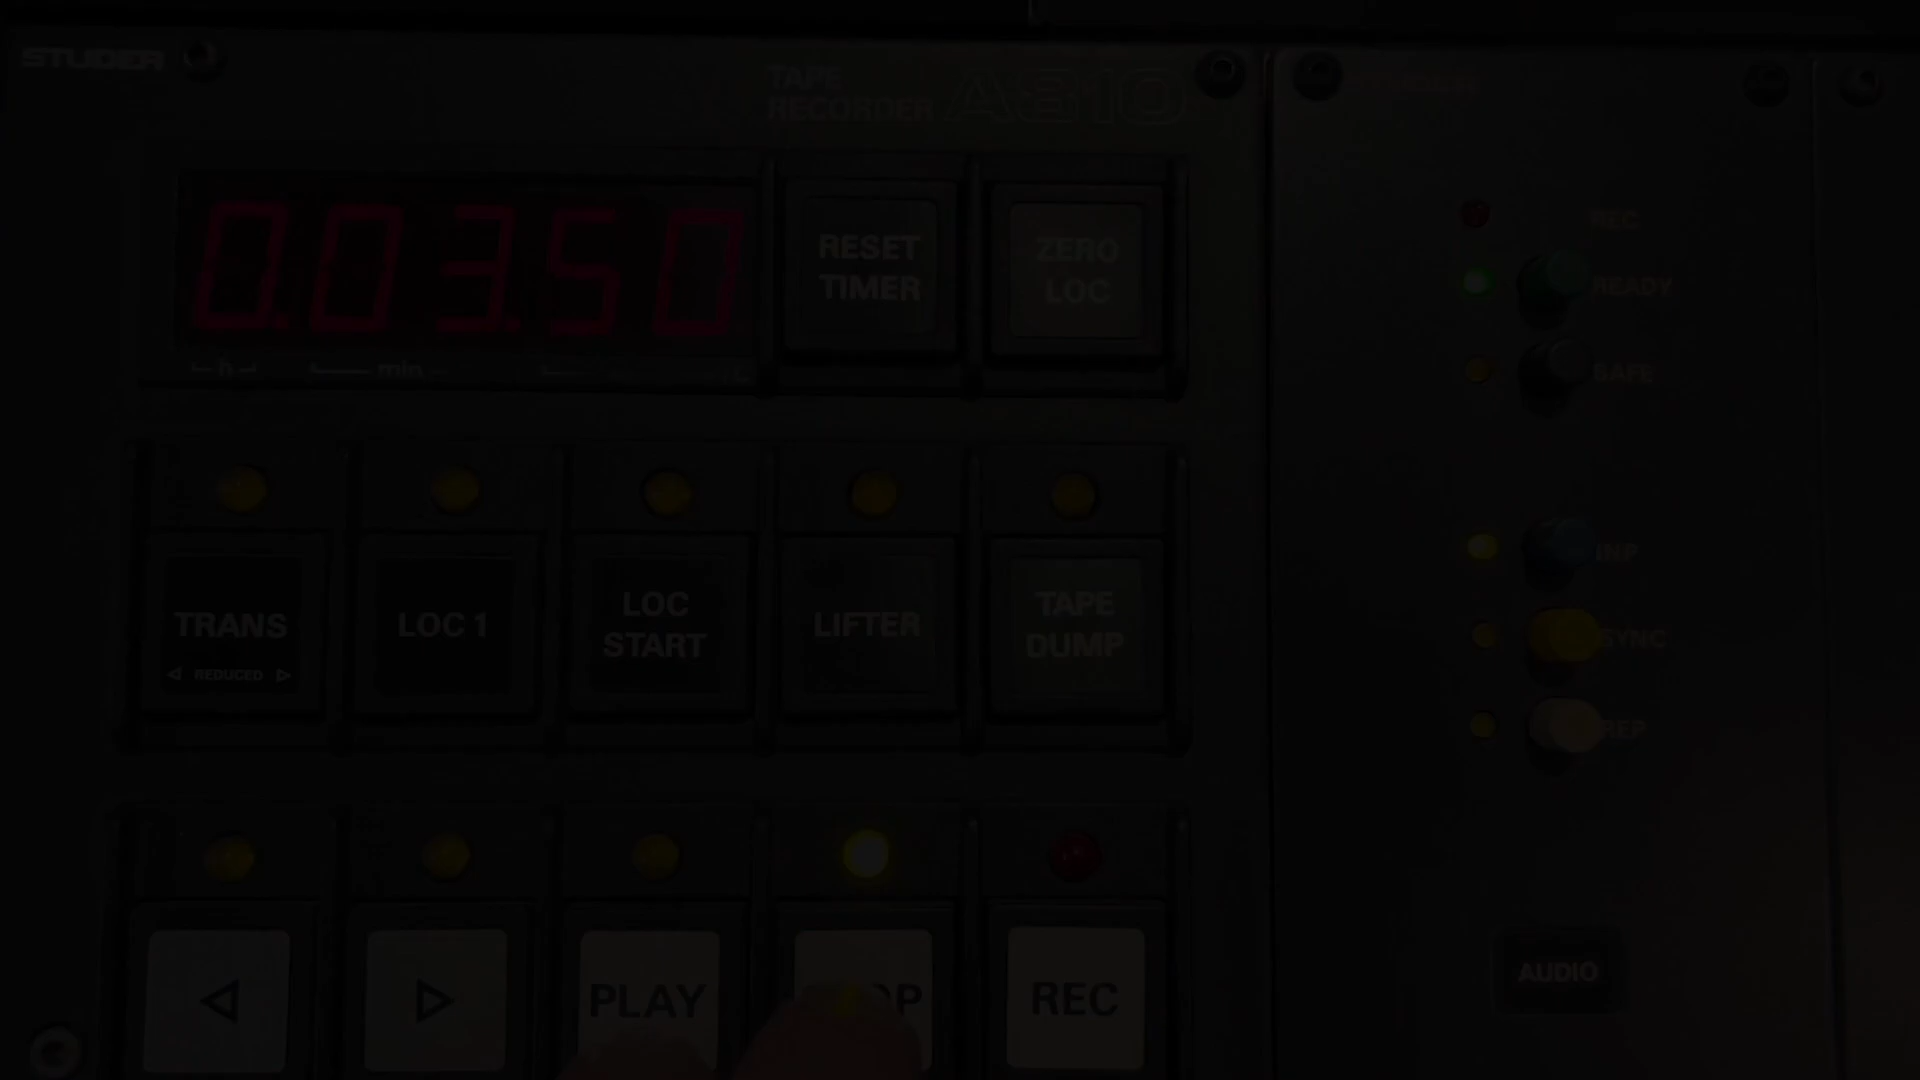 STUDER
TAPE
RECORDER A810
0.03.50
RESET
TIMER
ZERO
LOC
h min
REC
READY
SAFE
TRANS
◁ REDUCED ▷
LOC 1
LOC
START
LIFTER
TAPE
DUMP
INP
SYNC
REP
PLAY
OP
REC
AUDIO